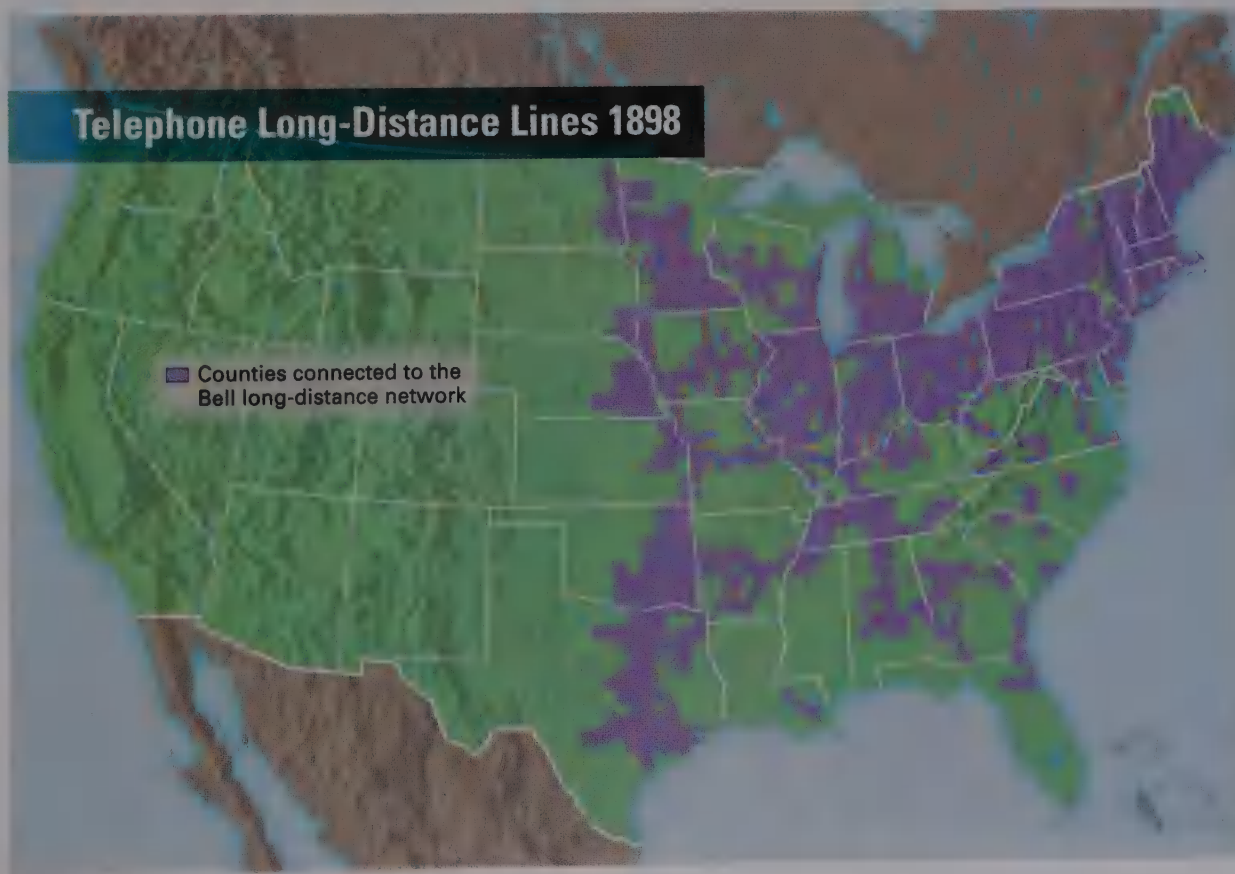 Telephone Long-Distance Lines 1898
Counties connected to the
Bell long-distance network